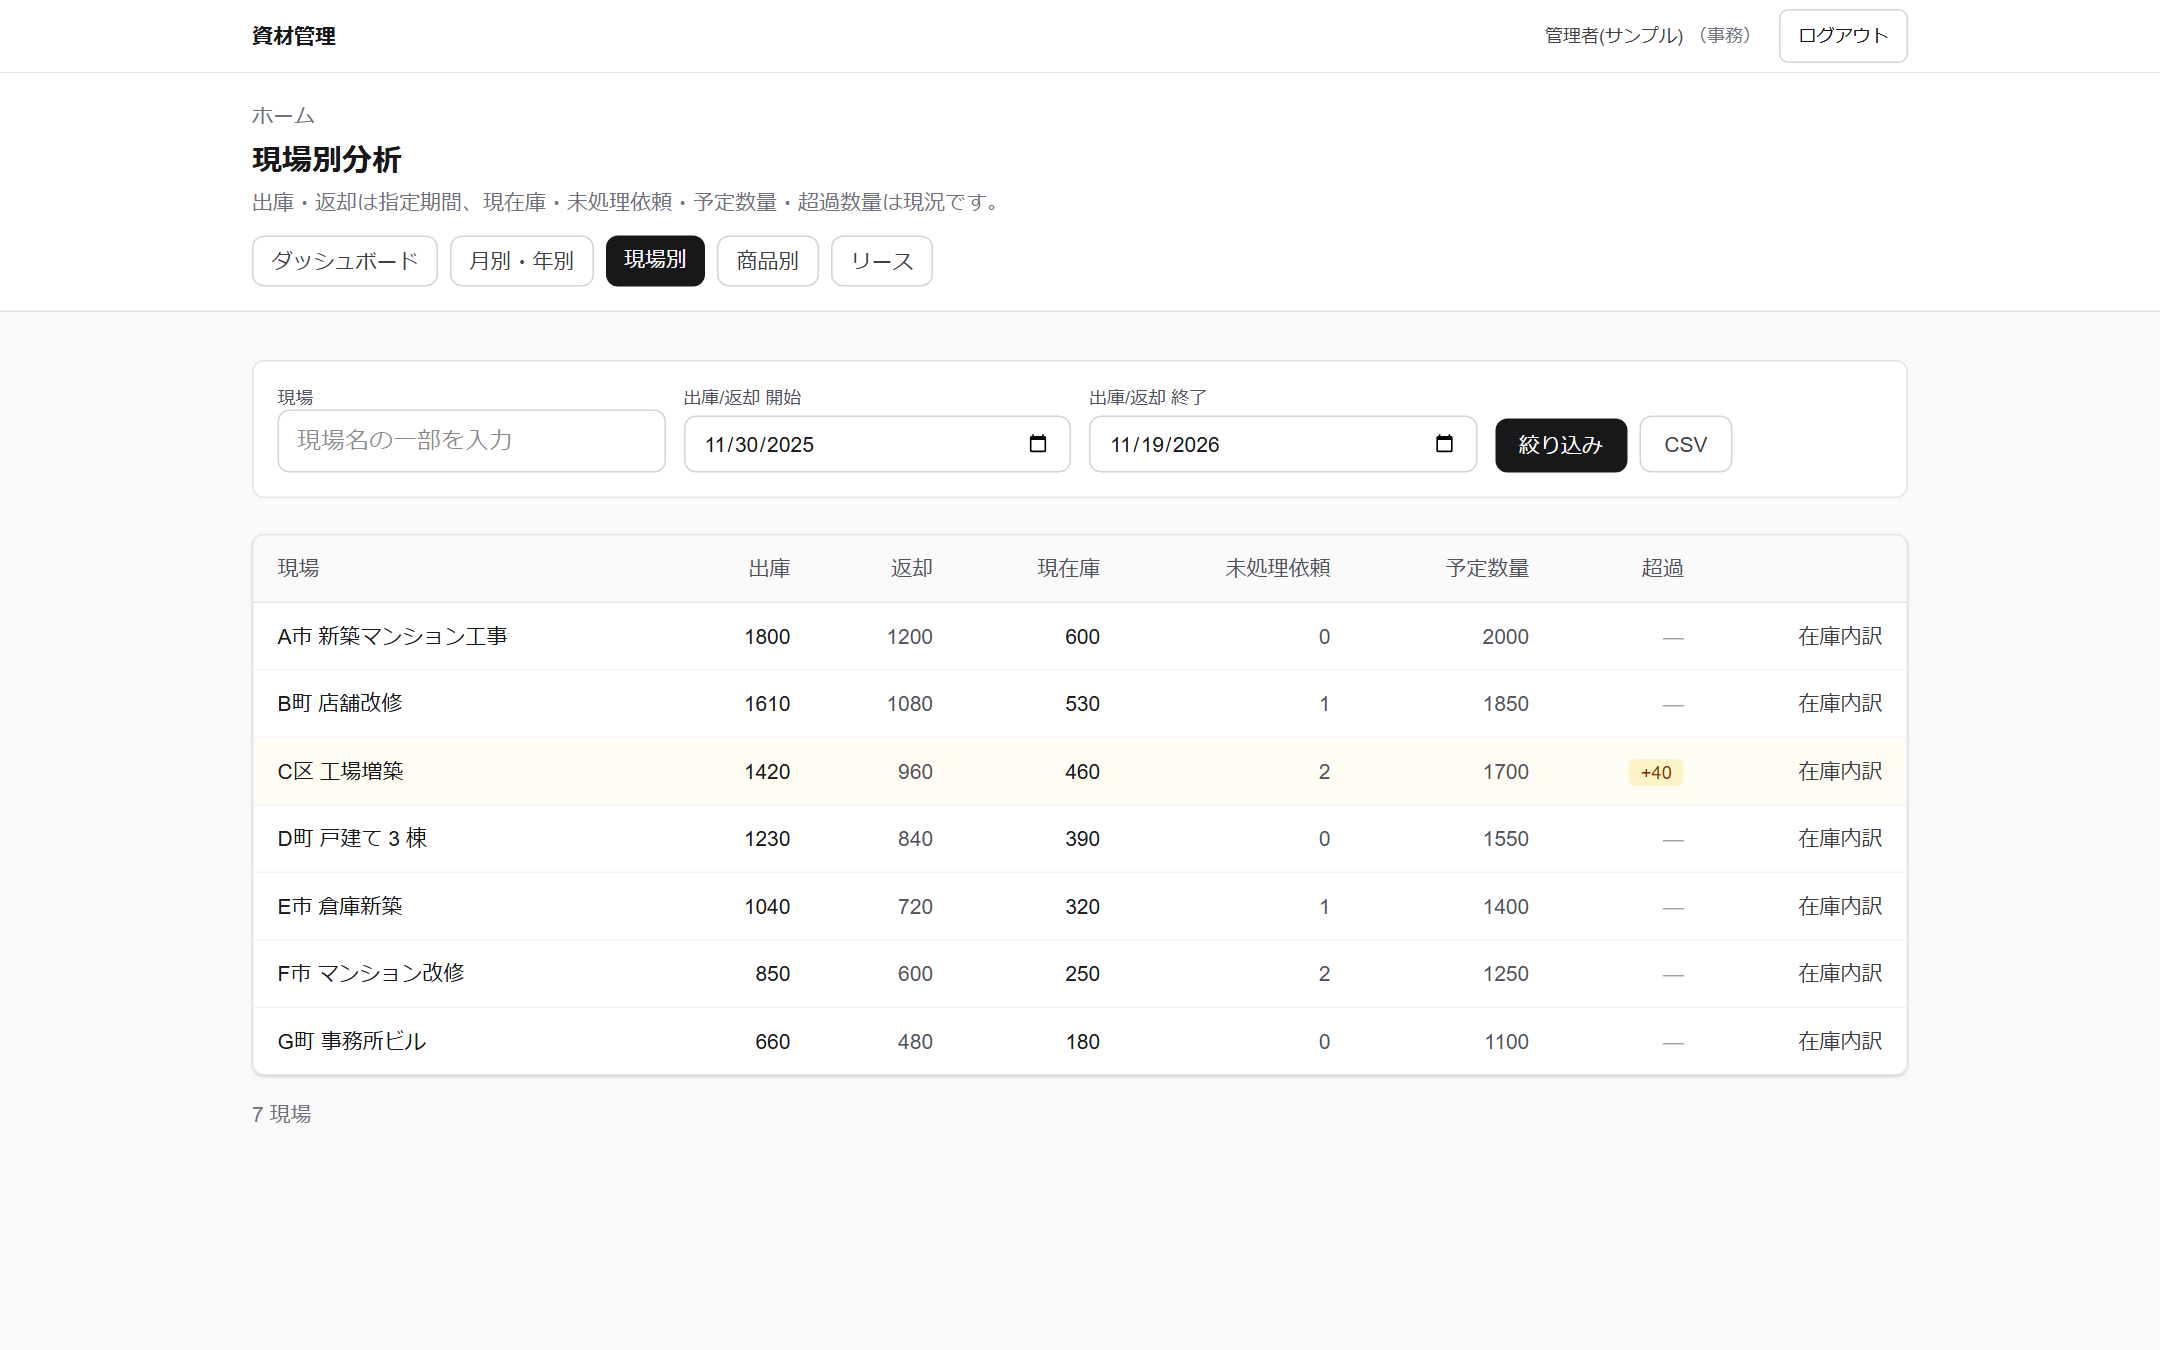 資材管理
管理者(サンプル) （事務） ログアウト
ホーム
現場別分析
出庫・返却は指定期間、現在庫・未処理依頼・予定数量・超過数量は現況です。
ダッシュボード 月別・年別 現場別 商品別 リース
現場 出庫/返却 開始 出庫/返却 終了
現場名の一部を入力 11/30/2025 11/19/2026 絞り込み CSV
現場 出庫 返却 現在庫 未処理依頼 予定数量 超過
A市 新築マンション工事 1800 1200 600 0 2000 — 在庫内訳
B町 店舗改修 1610 1080 530 1 1850 — 在庫内訳
C区 工場増築 1420 960 460 2 1700 +40 在庫内訳
D町 戸建て 3 棟 1230 840 390 0 1550 — 在庫内訳
E市 倉庫新築 1040 720 320 1 1400 — 在庫内訳
F市 マンション改修 850 600 250 2 1250 — 在庫内訳
G町 事務所ビル 660 480 180 0 1100 — 在庫内訳
7 現場